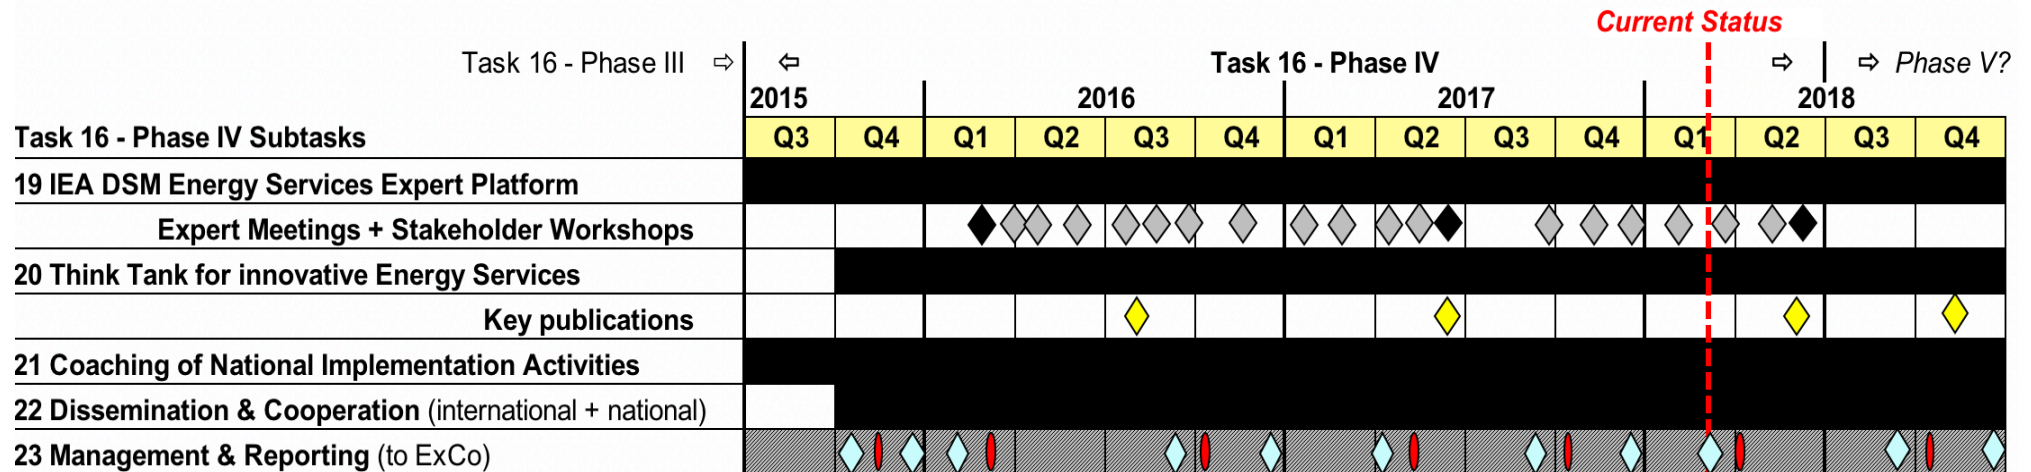 Current Status
Task 16 - Phase III ⇨ ⇦ Task 16 - Phase IV ⇨ ⇨ Phase V?
2015 2016 2017 2018
Task 16 - Phase IV Subtasks Q3 Q4 Q1 Q2 Q3 Q4 Q1 Q2 Q3 Q4 Q1 Q2 Q3 Q4
19 IEA DSM Energy Services Expert Platform
Expert Meetings + Stakeholder Workshops
20 Think Tank for innovative Energy Services
Key publications
21 Coaching of National Implementation Activities
22 Dissemination & Cooperation (international + national)
23 Management & Reporting (to ExCo)